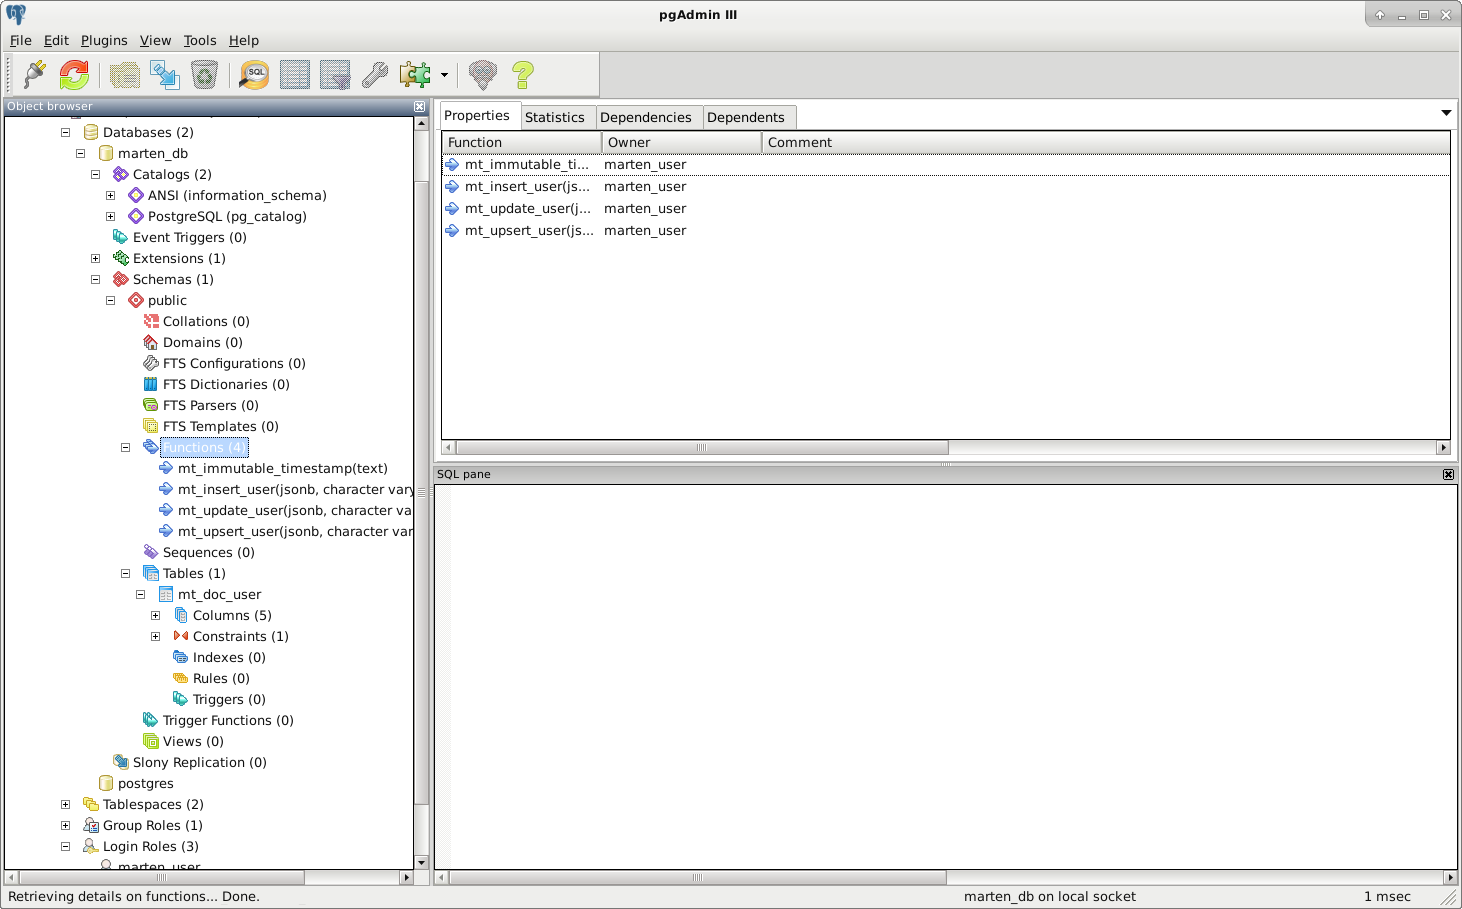 pgAdmin III
File Edit Plugins View Tools Help
SQL
Object browser
Databases (2)
marten_db
Catalogs (2)
ANSI (information_schema)
PostgreSQL (pg_catalog)
Event Triggers (0)
Extensions (1)
Schemas (1)
public
Collations (0)
Domains (0)
FTS Configurations (0)
FTS Dictionaries (0)
FTS Parsers (0)
FTS Templates (0)
Functions (4)
mt_immutable_timestamp(text)
mt_insert_user(jsonb, character vary
mt_update_user(jsonb, character va
mt_upsert_user(jsonb, character var
Sequences (0)
Tables (1)
mt_doc_user
Columns (5)
Constraints (1)
Indexes (0)
Rules (0)
Triggers (0)
Trigger Functions (0)
Views (0)
Slony Replication (0)
postgres
Tablespaces (2)
Group Roles (1)
Login Roles (3)
marten_user
Properties Statistics Dependencies Dependents
Function Owner Comment
mt_immutable_ti... marten_user
mt_insert_user(js... marten_user
mt_update_user(j... marten_user
mt_upsert_user(js... marten_user
SQL pane
Retrieving details on functions... Done. marten_db on local socket 1 msec